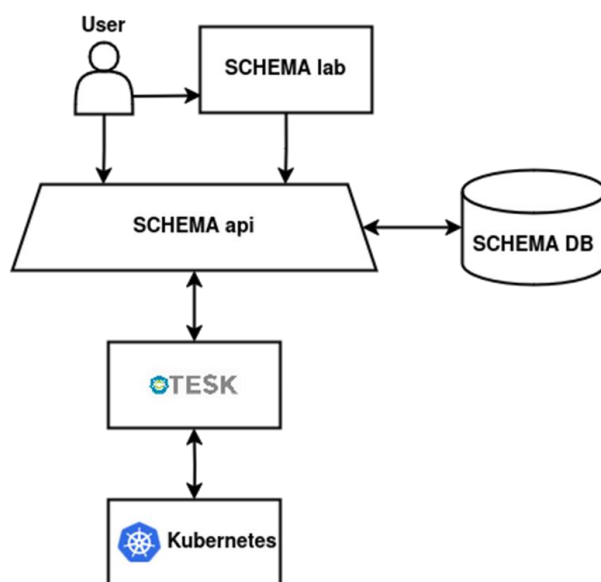 User
SCHEMA lab
SCHEMA api
SCHEMA DB
TESK
Kubernetes